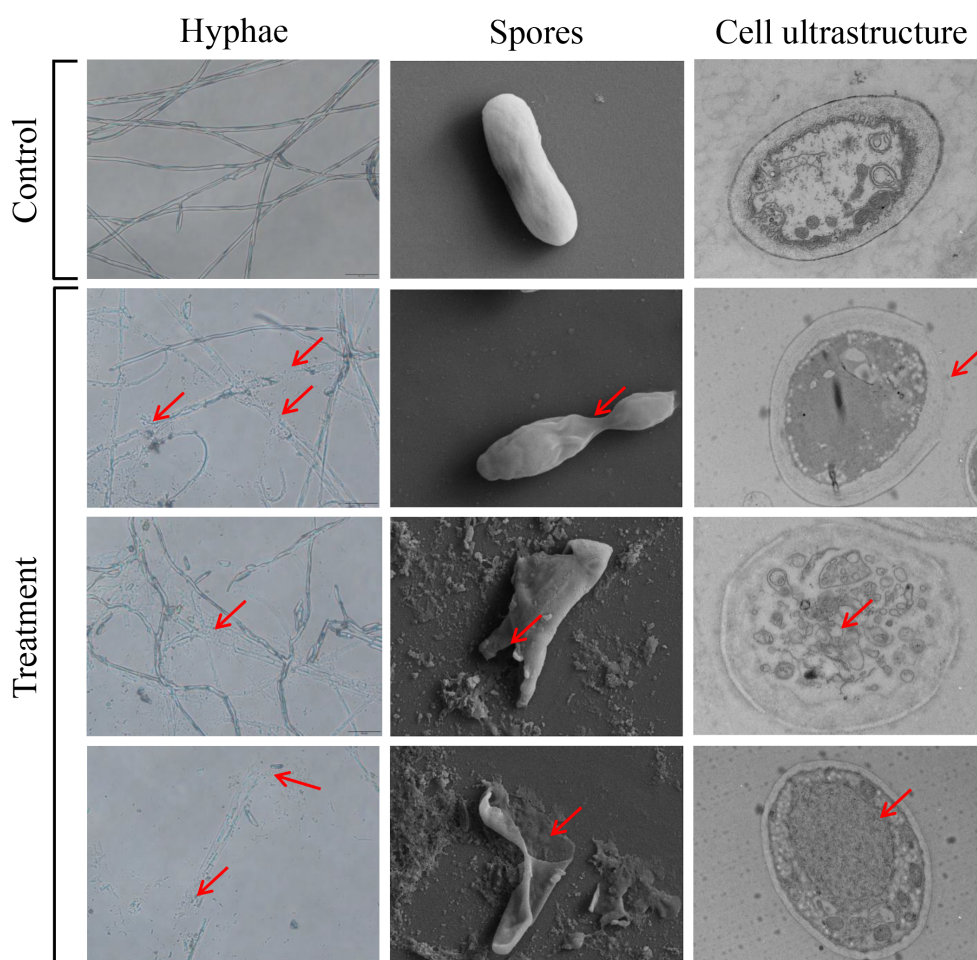 Hyphae
Spores
Cell ultrastructure
Control
Treatment